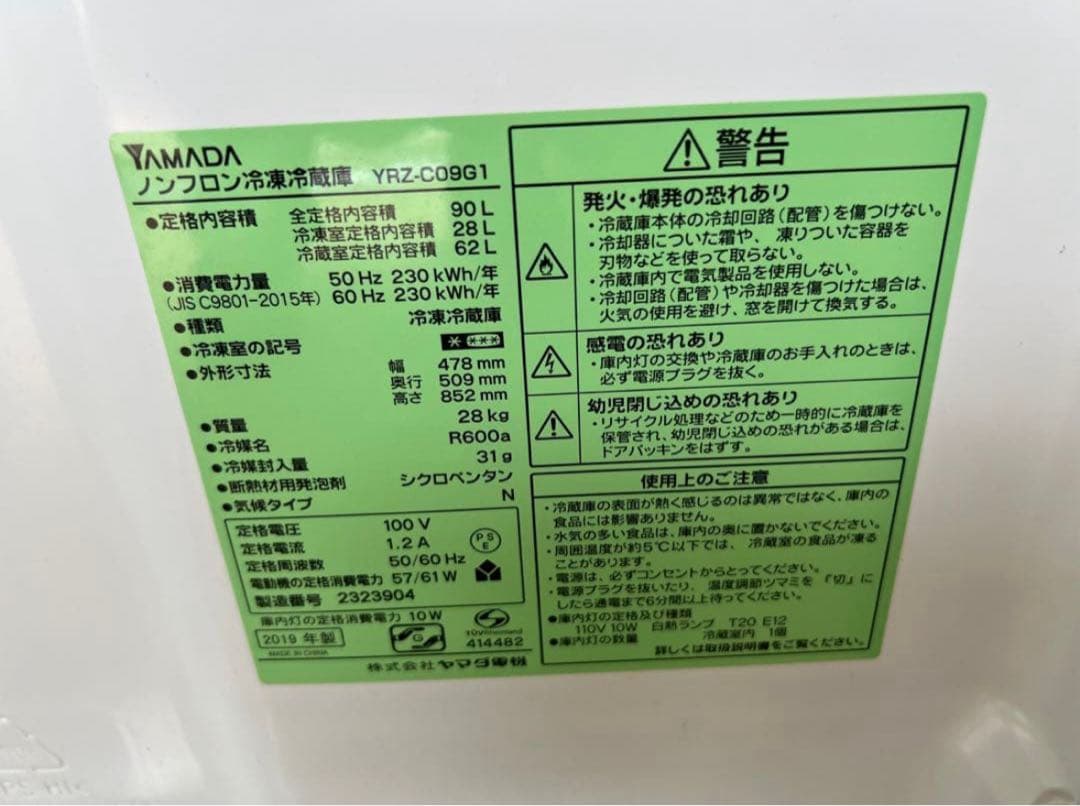 YAMADA
ノンフロン冷凍冷蔵庫 YRZ-C09G1
●定格内容積 全定格内容積 90 L
冷凍室定格内容積 28 L
冷蔵室定格内容積 62 L
●消費電力量 50 Hz 230 kWh/年
(JIS C9801-2015年) 60 Hz 230 kWh/年
●種類 冷凍冷蔵庫
●冷凍室の記号 * ***
●外形寸法 幅 478 mm
奥行 509 mm
高さ 852 mm
●質量 28 kg
●冷媒名 R600a
●冷媒封入量 31 g
●断熱材用発泡剤 シクロペンタン
●気候タイプ N
定格電圧 100 V
定格電流 1.2 A
定格周波数 50/60 Hz
電動機の定格消費電力 57/61 W
製造番号 2323904
PS
E
庫内灯の定格消費電力 10W
2019 年製
MADE IN CHINA
G
TÜVRheinland
414482
株式会社ヤマダ電機
警告
発火・爆発の恐れあり
・冷蔵庫本体の冷却回路(配管)を傷つけない。
・冷却器についた霜や、凍りついた容器を
刃物などを使って取らない。
・冷蔵庫内で電気製品を使用しない。
・冷却回路(配管)や冷却器を傷つけた場合は、
火気の使用を避け、窓を開けて換気する。
感電の恐れあり
・庫内灯の交換や冷蔵庫のお手入れのときは、
必ず電源プラグを抜く。
幼児閉じ込めの恐れあり
・リサイクル処理などのため一時的に冷蔵庫を
保管され、幼児閉じ込めの恐れがある場合は、
ドアパッキンをはずす。
使用上のご注意
・冷蔵庫の表面が熱く感じるのは異常ではなく、庫内の
食品には影響ありません。
・水気の多い食品は、庫内の奥に置かないでください。
・周囲温度が約5℃以下では、冷蔵室の食品が凍る
ことがあります。
・電源は、必ずコンセントからとってください。
・電源プラグを抜いたり、温度調節ツマミを『切』に
したら通電まで6分間以上待ってください。
●庫内灯の定格及び種類
110V 10W 白熱ランプ T20 E12
●庫内灯の数量 冷蔵室内 1個
詳しくは取扱説明書をご覧ください。